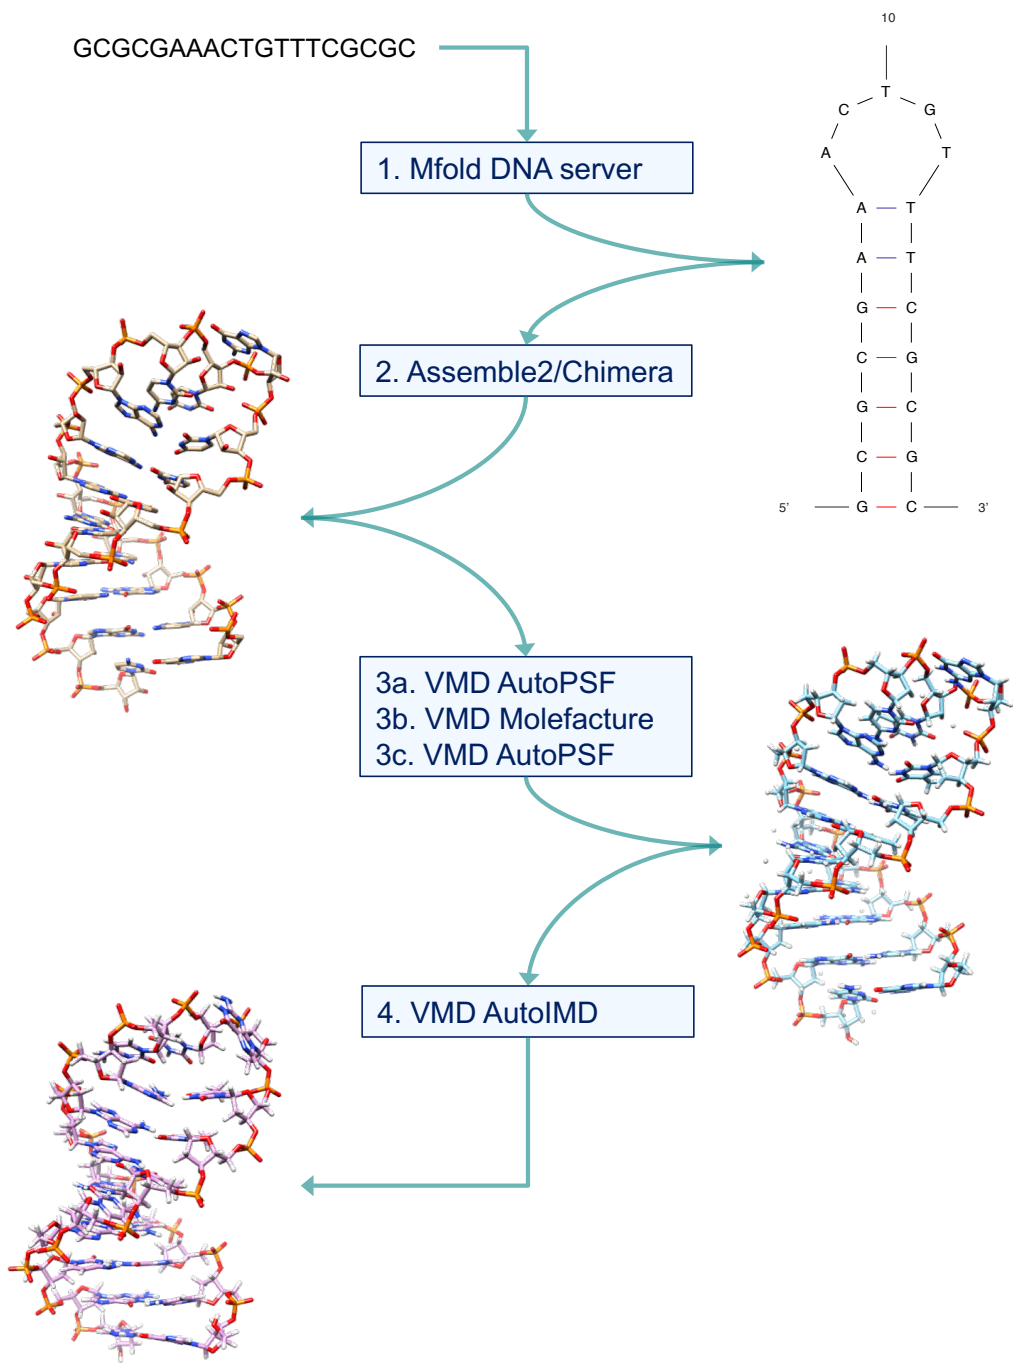 GCGCGAAACTGTTTCGCGC
10
T
C G
A T
A T
A T
G C
C G
G C
C G
5' G C 3'
1. Mfold DNA server
2. Assemble2/Chimera
3a. VMD AutoPSF
3b. VMD Molefacture
3c. VMD AutoPSF
4. VMD AutoIMD